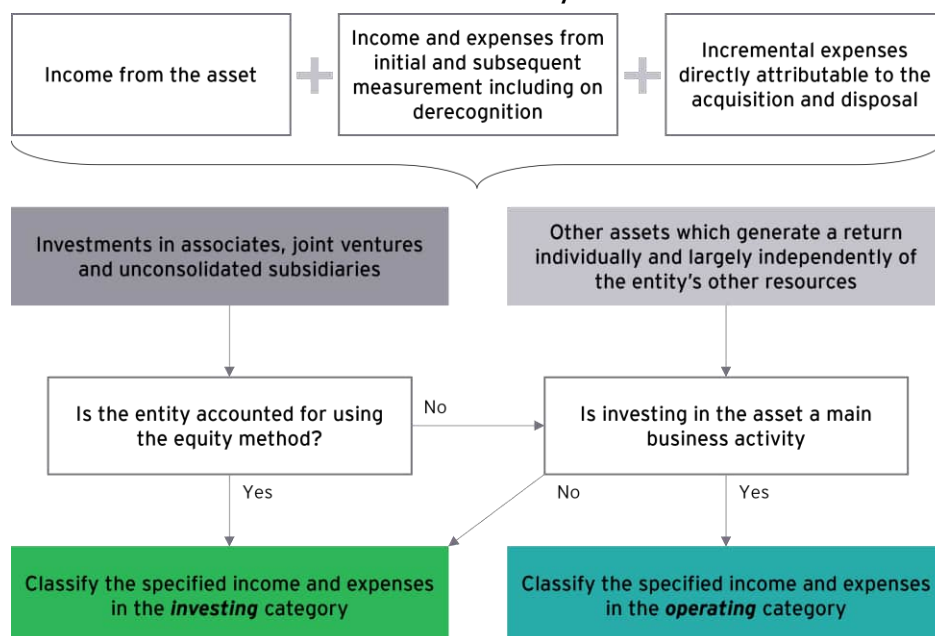 Income from the asset
Income and expenses from
initial and subsequent
measurement including on
derecognition
Incremental expenses
directly attributable to the
acquisition and disposal
Investments in associates, joint ventures
and unconsolidated subsidiaries
Other assets which generate a return
individually and largely independently of
the entity's other resources
Is the entity accounted for using
the equity method?
No
Is investing in the asset a main
business activity
Yes
No
Yes
Classify the specified income and expenses
in the investing category
Classify the specified income and expenses
in the operating category